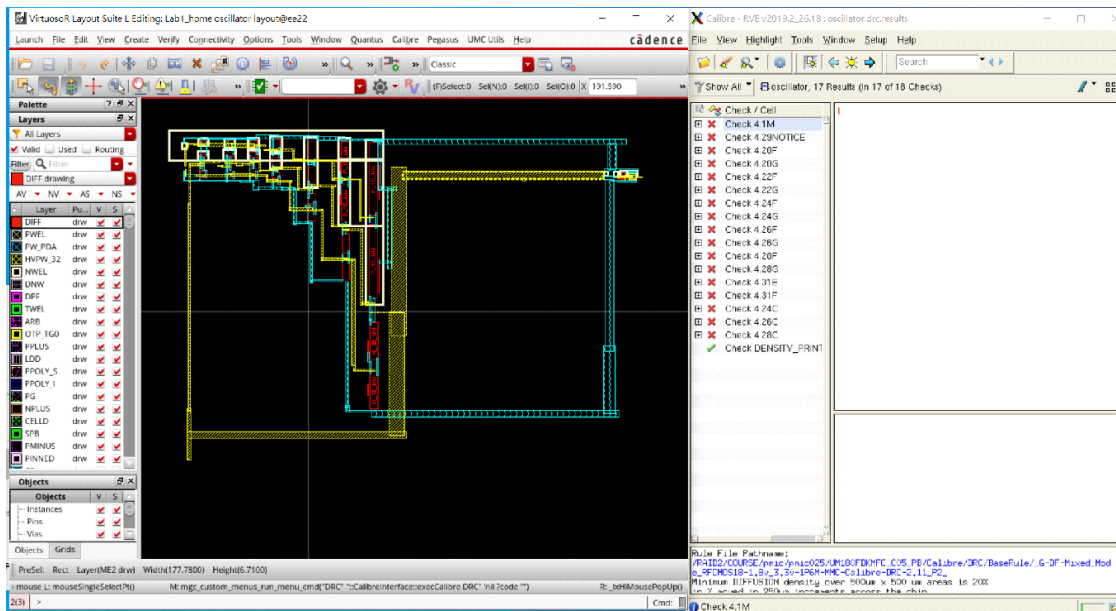 VirtuosoR Layout Suite L Editing: Lab1_home oscillator layout@ee22
Launch File Edit View Create Verify Connectivity Options Tools Window Quantus Calibre Pegasus UMC Utils Help cādence
» » » Classic
» (F)Select:0 Sel(N):0 Sel(I):0 Sel(O):0 X 191.590
Palette
Layers
All Layers
Valid Used Routing
Filter Filter
DIFF drawing
AV NV AS NS
Layer Pu... V S
DIFF drw
PWEL drw
PW_PDA drw
HVPW_32 drw
NWEL drw
DNW drw
DPF drw
TWEL drw
ARB drw
OTP_TG0 drw
PPLUS drw
LDD drw
PPOLY_S drw
PPOLY_I drw
PG drw
NPLUS drw
CELLD drw
SPB drw
PMINUS drw
PINNED drw
Objects
Objects V S
Instances
Pins
Vias
Objects Grids
PreSel: Rect Layer(ME2 drw) Width(177.7800) Height(6.7100)
mouse L: mouseSingleSelectPt() M: mgc_custom_menus_run_menu_cmd("DRC" "::CalibreInterface::execCalibre DRC" 'nil ?code "") R: _lxHiMousePopUp()
2(3) > Cmd:
Calibre - RVE v2019.2_26.18 : oscillator.drc.results
File View Highlight Tools Window Setup Help
Search
Show All oscillator, 17 Results (in 17 of 18 Checks)
Check / Cell
Check 4.1M
Check 4.29NOTICE
Check 4.20F
Check 4.20G
Check 4.22F
Check 4.22G
Check 4.24F
Check 4.24G
Check 4.26F
Check 4.26G
Check 4.28F
Check 4.28G
Check 4.31E
Check 4.31F
Check 4.24C
Check 4.26C
Check 4.28C
Check DENSITY_PRINT
Rule File Pathname:
Minimum DIFFUSION density over 500um x 500 um areas is 20%
in 250um increments across the chip
Check 4.1M